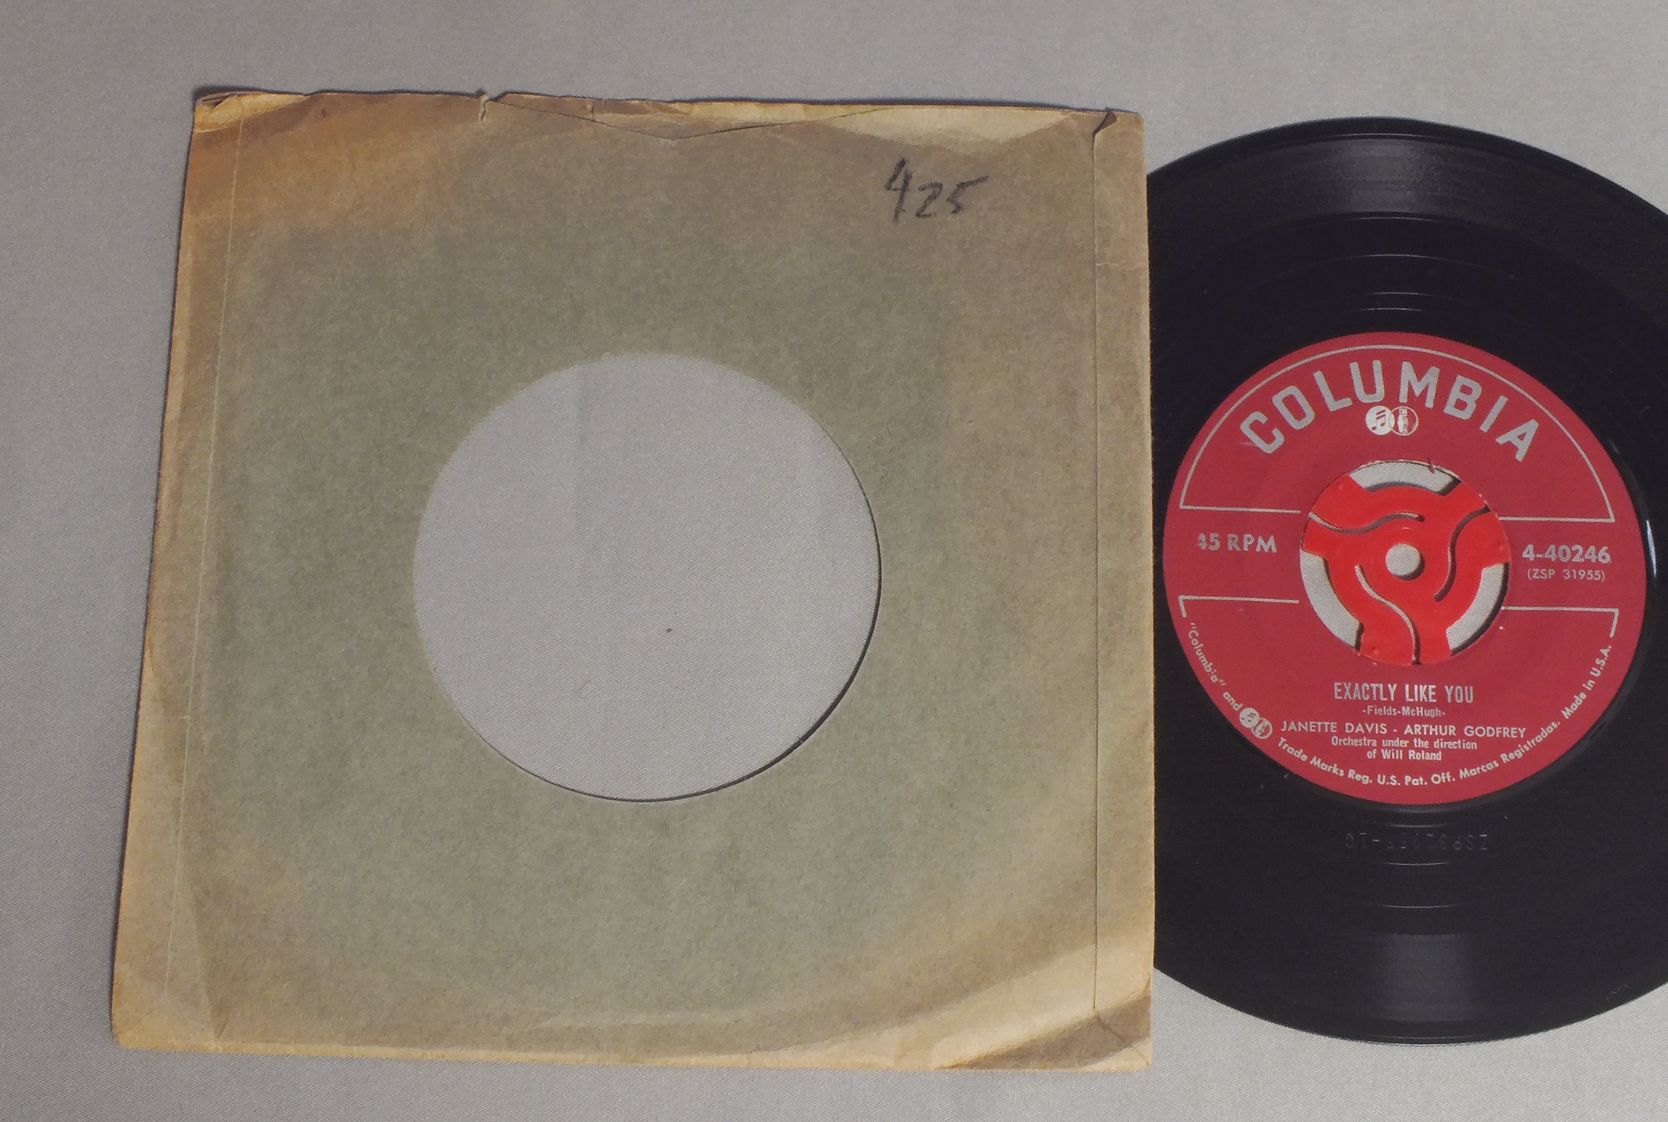 425
COLUMBIA
45 RPM
4-40246
(ZSP 31955)
EXACTLY LIKE YOU
-Fields-McHugh-
JANETTE DAVIS - ARTHUR GODFREY
Orchestra under the direction
of Will Roland
"Columbia" and Trade Marks Reg. U.S. Pat. Off. Marcas Registradas. Made in U.S.A.